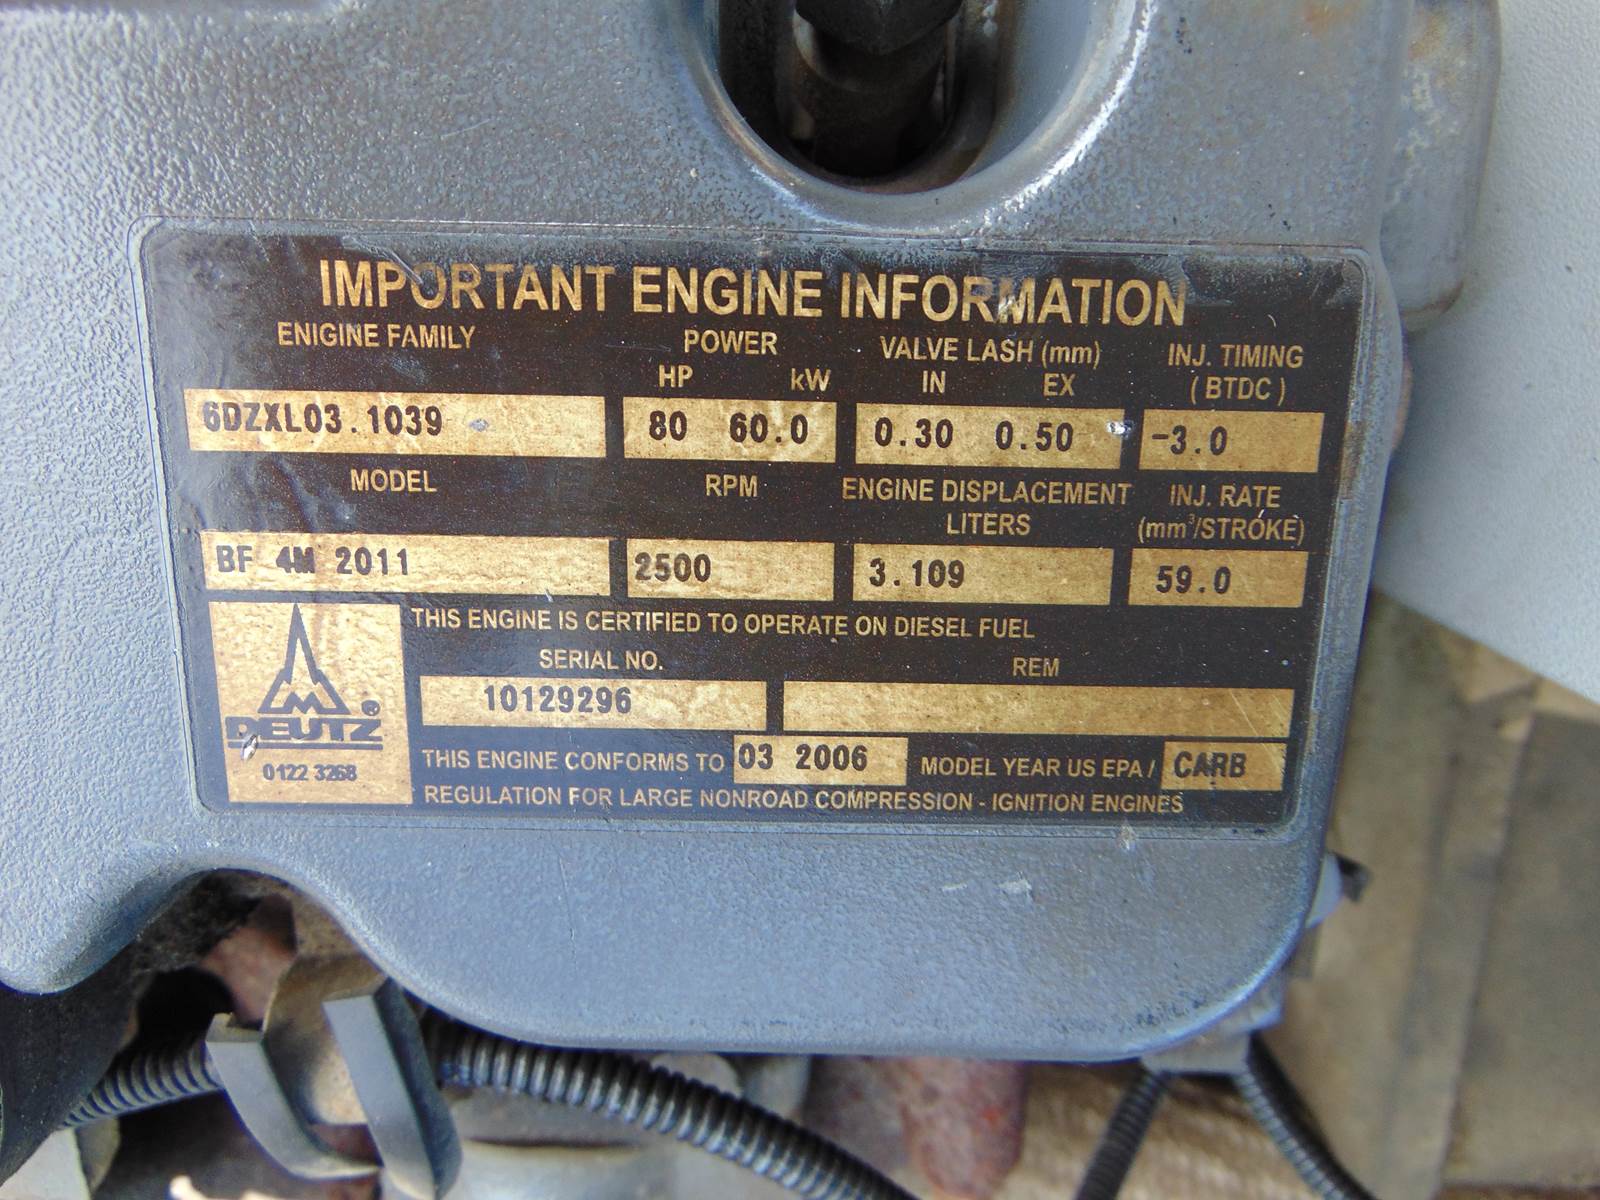 IMPORTANT ENGINE INFORMATION
ENIGINE FAMILY POWER VALVE LASH (mm) INJ. TIMING
HP kW IN EX ( BTDC )
6DZXL03.1039 80 60.0 0.30 0.50 -3.0
MODEL RPM ENGINE DISPLACEMENT INJ. RATE
LITERS (mm³/STROKE)
BF 4M 2011 2500 3.109 59.0
THIS ENGINE IS CERTIFIED TO OPERATE ON DIESEL FUEL
SERIAL NO. REM
10129296
DEUTZ ®
0122 3268
THIS ENGINE CONFORMS TO 03 2006 MODEL YEAR US EPA / CARB
REGULATION FOR LARGE NONROAD COMPRESSION - IGNITION ENGINES